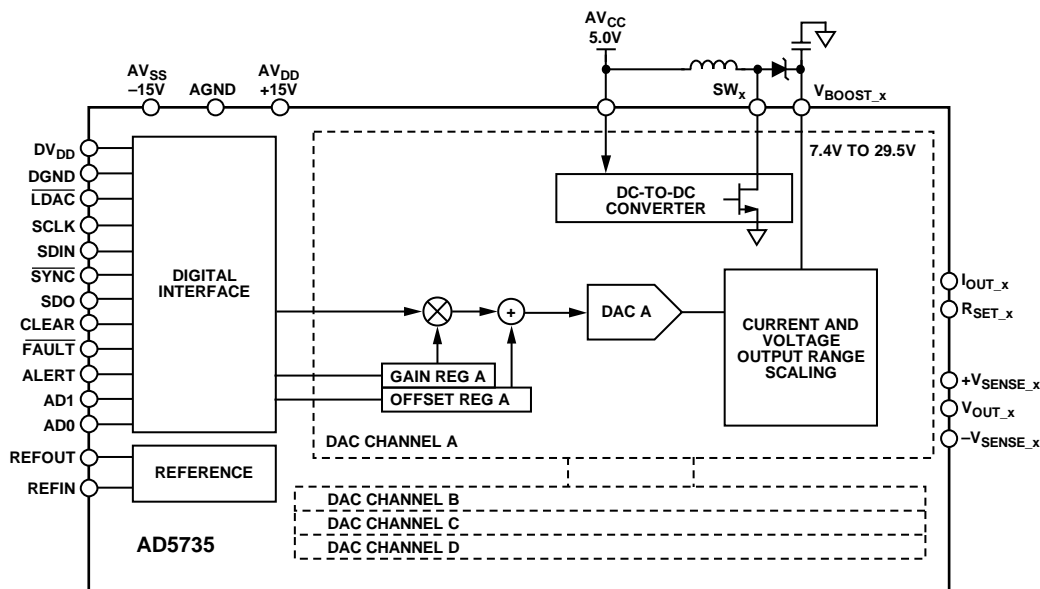 AVCC
5.0V
AVSS
–15V
AGND
AVDD
+15V
SWx
VBOOST_x
7.4V TO 29.5V
DVDD
DGND
LDAC
SCLK
SDIN
SYNC
SDO
CLEAR
FAULT
ALERT
AD1
AD0
REFOUT
REFIN
DIGITAL
INTERFACE
REFERENCE
DC-TO-DC
CONVERTER
+
DAC A
GAIN REG A
OFFSET REG A
CURRENT AND
VOLTAGE
OUTPUT RANGE
SCALING
IOUT_x
RSET_x
+VSENSE_x
VOUT_x
–VSENSE_x
DAC CHANNEL A
DAC CHANNEL B
DAC CHANNEL C
DAC CHANNEL D
AD5735